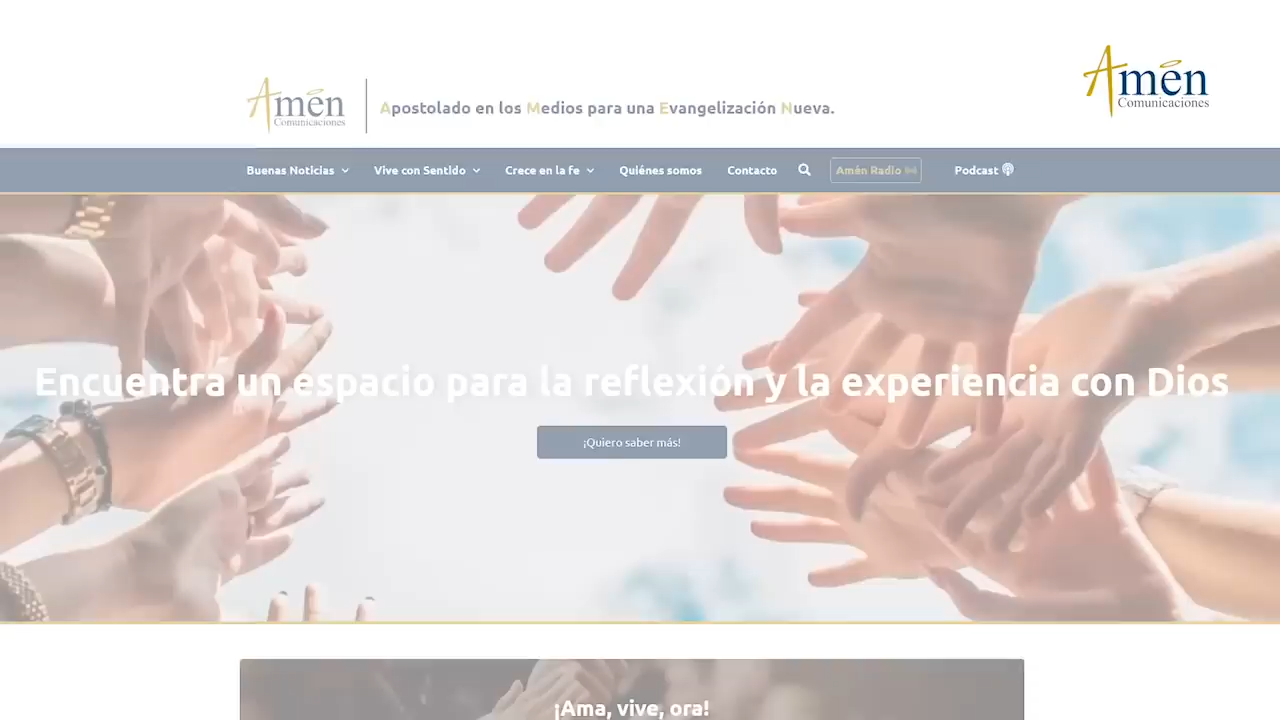 Amén
Comunicaciones
Amén
Comunicaciones
Apostolado en los Medios para una Evangelización Nueva.
Buenas Noticias Vive con Sentido Crece en la fe Quiénes somos Contacto Amén Radio Podcast
Encuentra un espacio para la reflexión y la experiencia con Dios
¡Quiero saber más!
¡Ama, vive, ora!